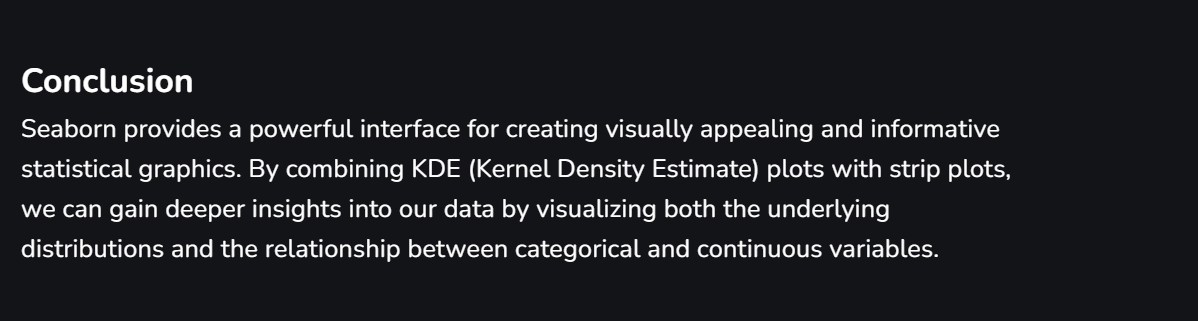 Conclusion
Seaborn provides a powerful interface for creating visually appealing and informative
statistical graphics. By combining KDE (Kernel Density Estimate) plots with strip plots,
we can gain deeper insights into our data by visualizing both the underlying
distributions and the relationship between categorical and continuous variables.